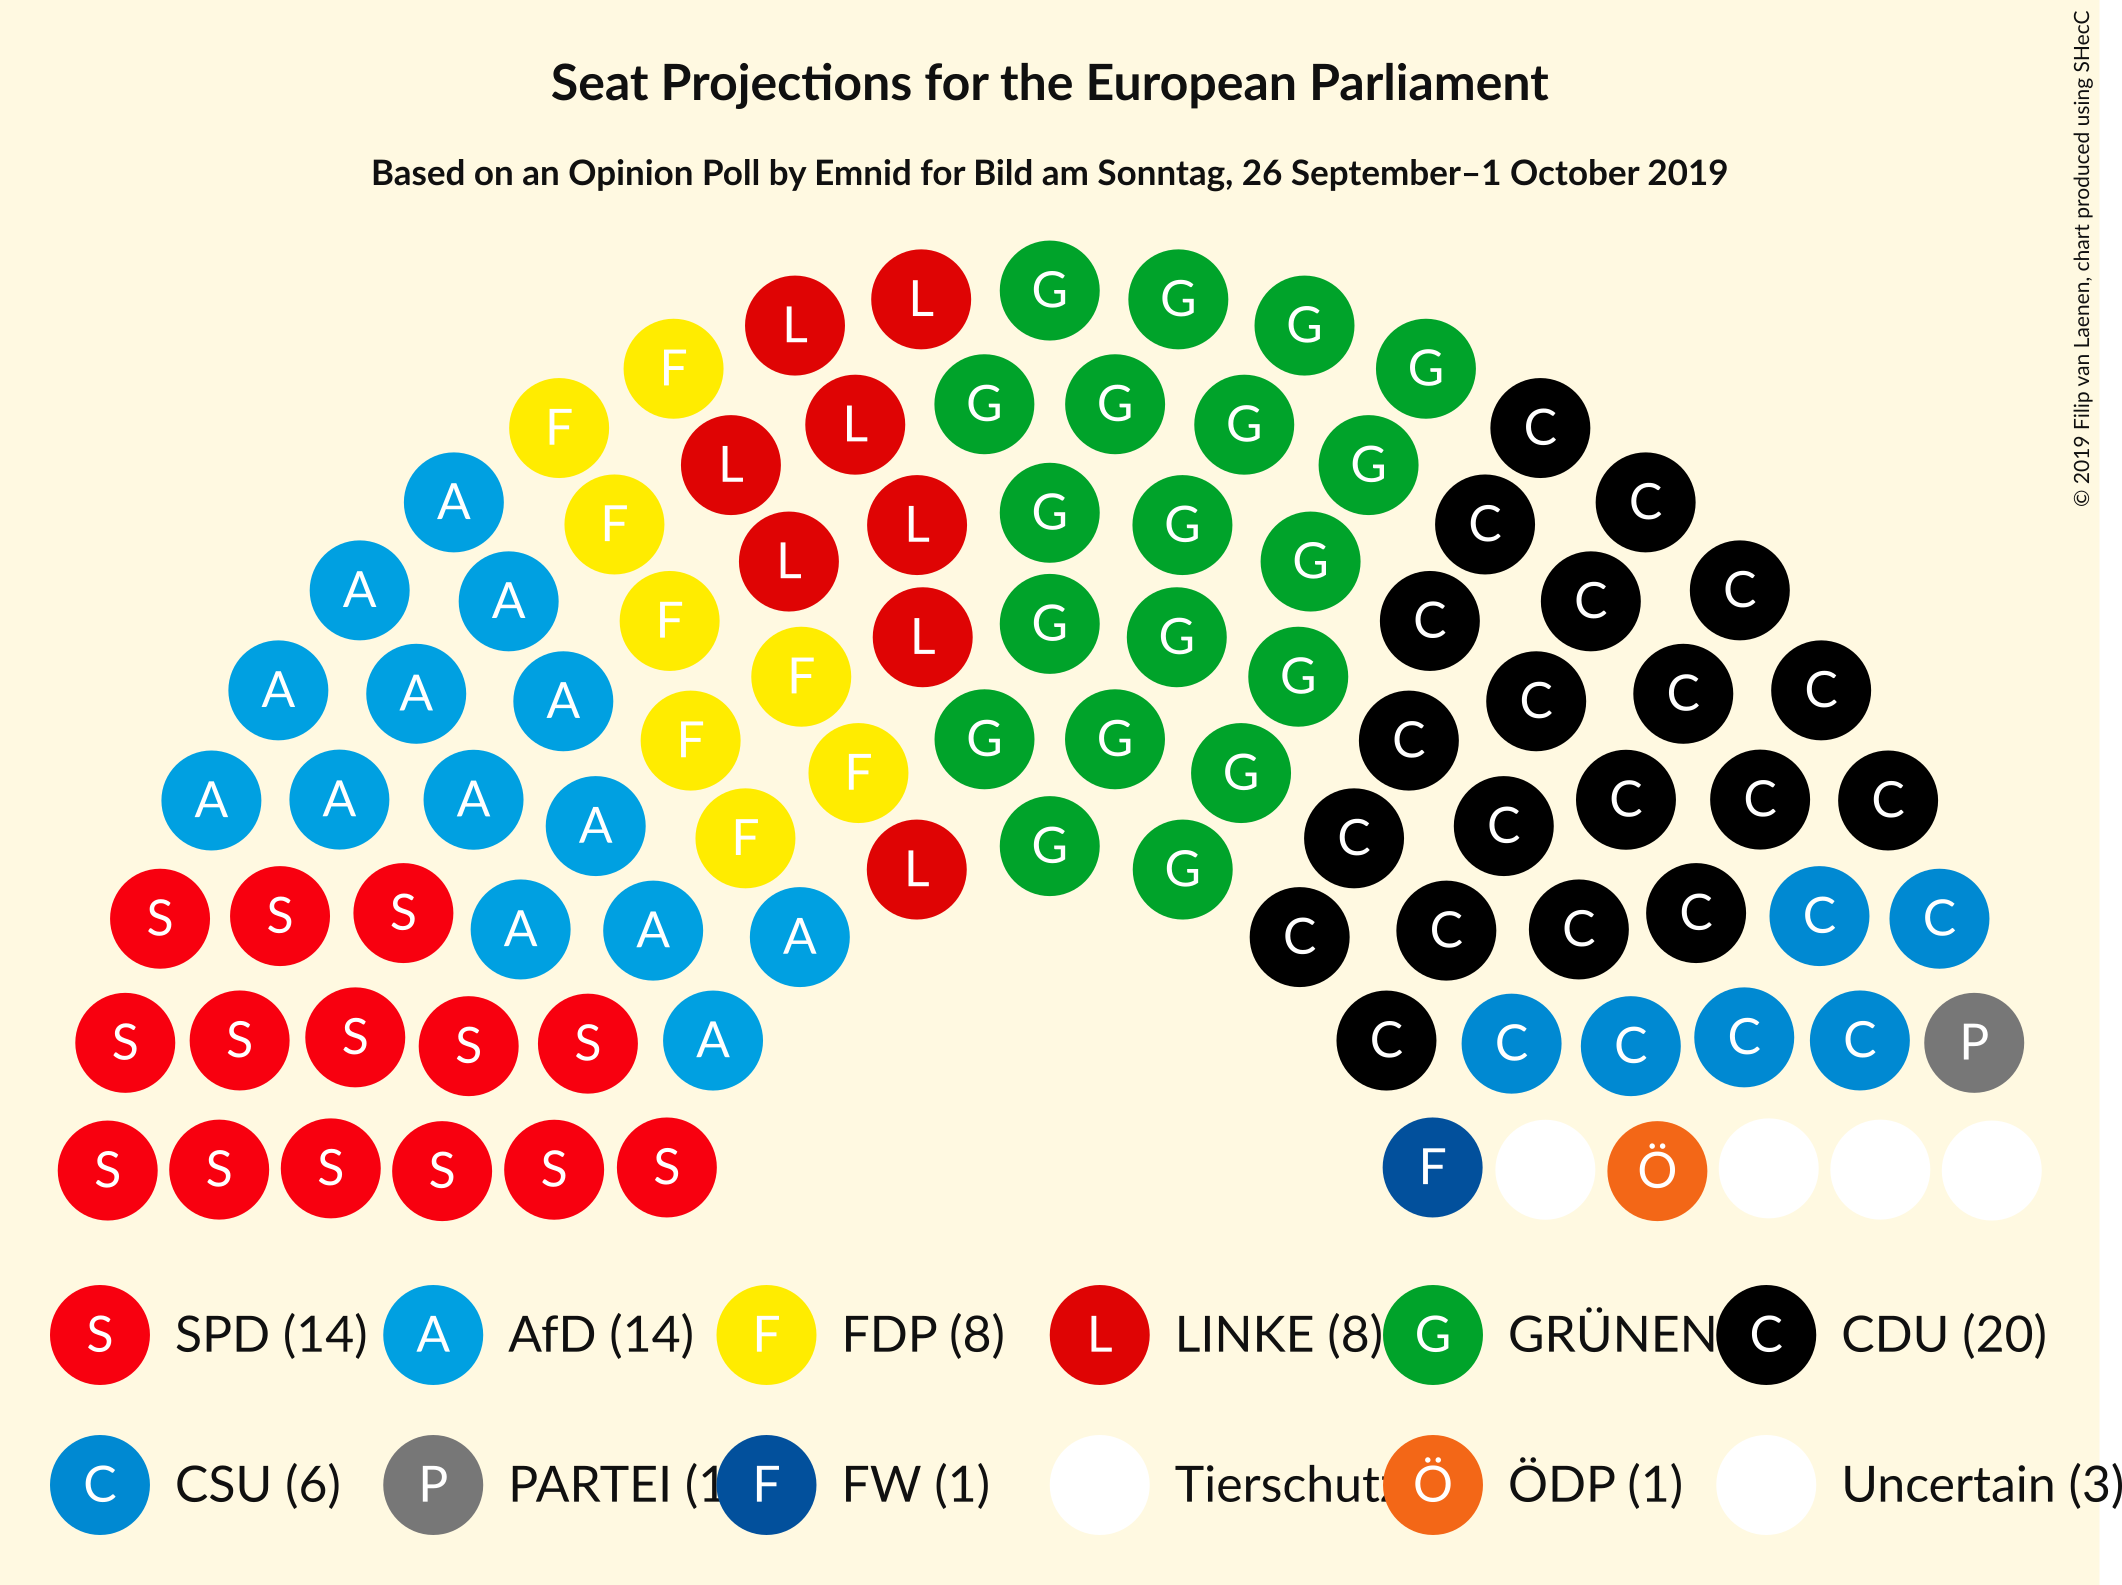 Seat Projections for the European Parliament
Based on an Opinion Poll by Emnid for Bild am Sonntag, 26 September–1 October 2019
© 2019 Filip van Laenen, chart produced using SHecC
L G G G
F L G
F L G G G C
A F L L G G G C C
A A F L G G C C C
A A A F F L G G G C C C C
A A A A F F G G G C C C C C
S S S A A A F L G G C C C C C C C
S S S S S A C C C C C P
S S S S S S F Ö
S SPD (14) A AfD (14) F FDP (8) L LINKE (8) G GRÜNEN C CDU (20)
C CSU (6) P PARTEI (1 F FW (1) Tierschutz Ö ÖDP (1) Uncertain (3)